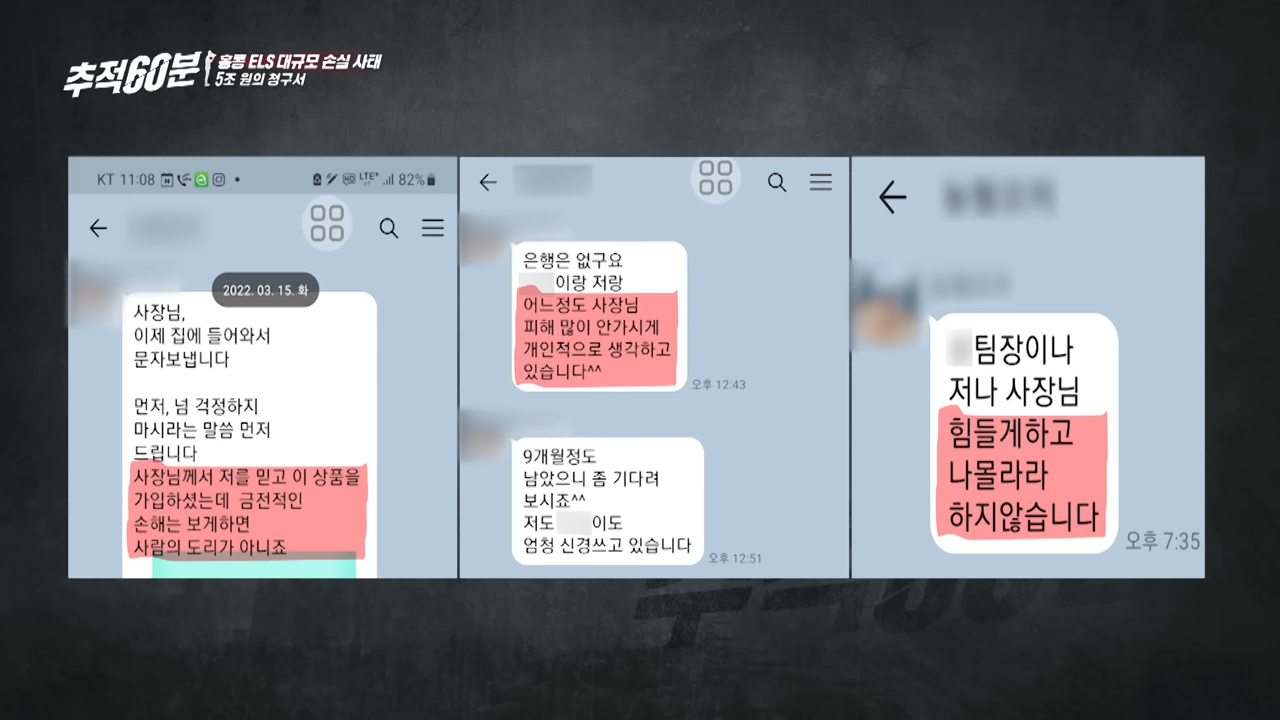 추적60분
홍콩 ELS 대규모 손실 사태
5조 원의 청구서
KT 11:08
LTE+
82%
2022. 03. 15. 화
사장님,
이제 집에 들어와서
문자보냅니다
먼저, 넘 걱정하지
마시라는 말씀 먼저
드립니다
사장님께서 저를 믿고 이 상품을
가입하셨는데 금전적인
손해는 보게하면
사람의 도리가 아니죠
은행은 없구요
이랑 저랑
어느정도 사장님
피해 많이 안가시게
개인적으로 생각하고
있습니다^^
오후 12:43
9개월정도
남았으니 좀 기다려
보시죠^^
저도 이도
엄청 신경쓰고 있습니다
오후 12:51
팀장이나
저나 사장님
힘들게하고
나몰라라
하지않습니다
오후 7:35